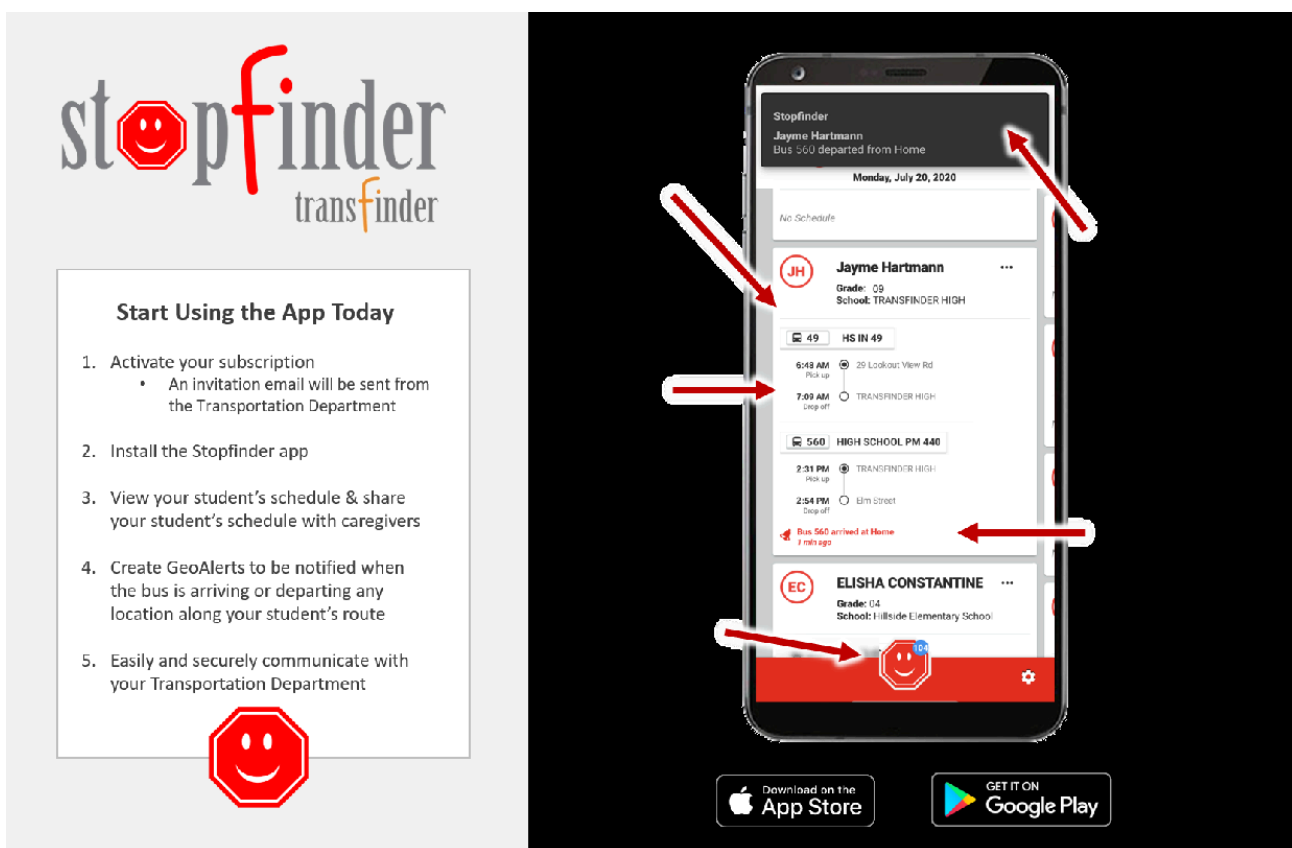 stopfinder
transfinder
Start Using the App Today
1. Activate your subscription
• An invitation email will be sent from
the Transportation Department
2. Install the Stopfinder app
3. View your student's schedule & share
your student's schedule with caregivers
4. Create GeoAlerts to be notified when
the bus is arriving or departing any
location along your student's route
5. Easily and securely communicate with
your Transportation Department
Stopfinder
Jayme Hartmann
Bus 560 departed from Home
Monday, July 20, 2020
No Schedule
JH
Jayme Hartmann
Grade: 09
School: TRANSFINDER HIGH
49 HS IN 49
6:48 AM 29 Lookout View Rd
Pick up
7:09 AM TRANSFINDER HIGH
Drop off
560 HIGH SCHOOL PM 440
2:31 PM TRANSFINDER HIGH
Pick up
2:54 PM Elm Street
Drop off
Bus 560 arrived at Home
1 min ago
EC
ELISHA CONSTANTINE
Grade: 04
School: Hillside Elementary School
104
Download on the
App Store
GET IT ON
Google Play